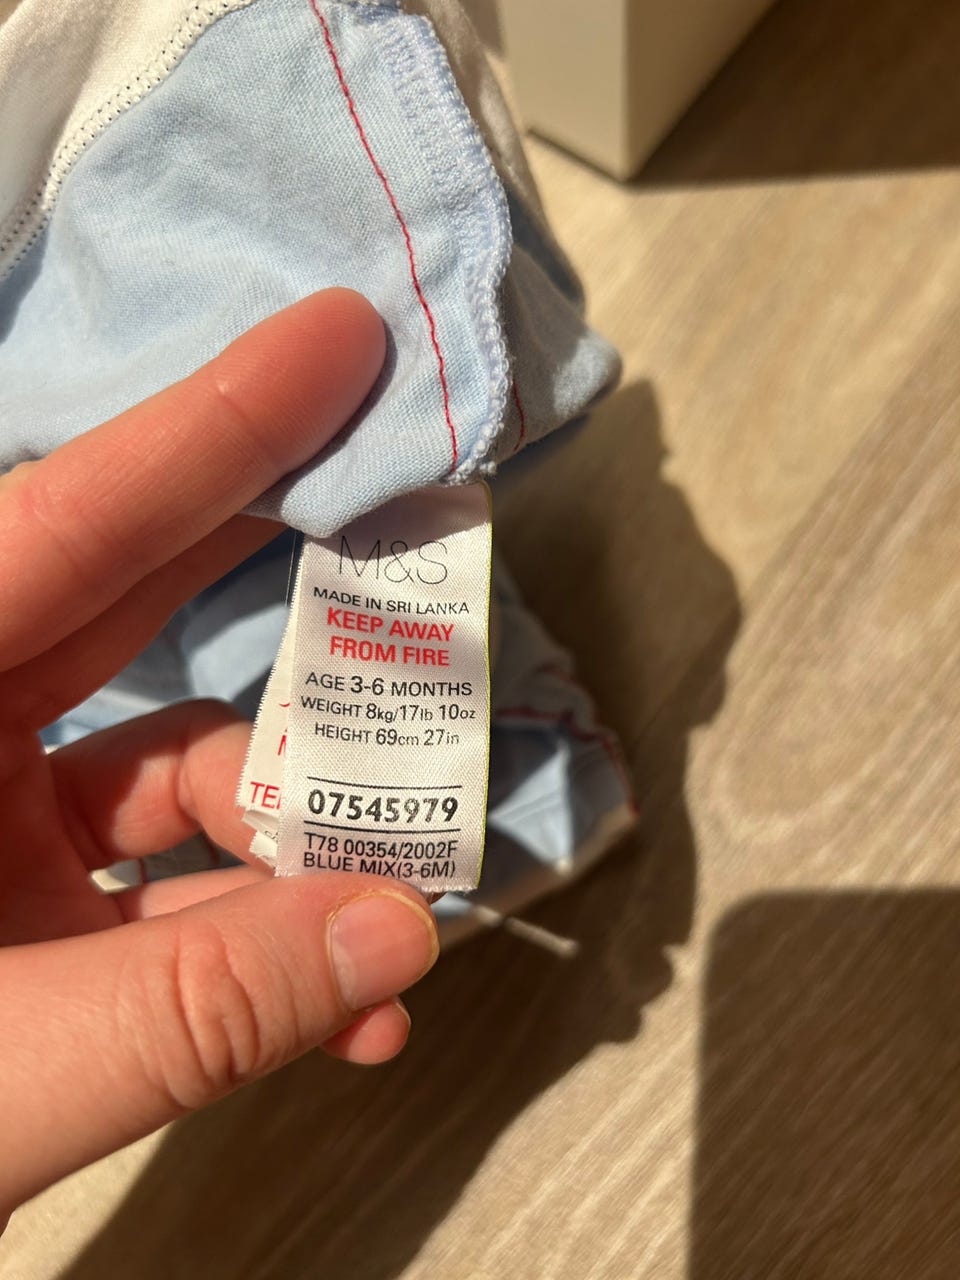 M&S
MADE IN SRI LANKA
KEEP AWAY
FROM FIRE
AGE 3-6 MONTHS
WEIGHT 8kg/17lb 10oz
HEIGHT 69cm 27in
07545979
T78 00354/2002F
BLUE MIX(3-6M)